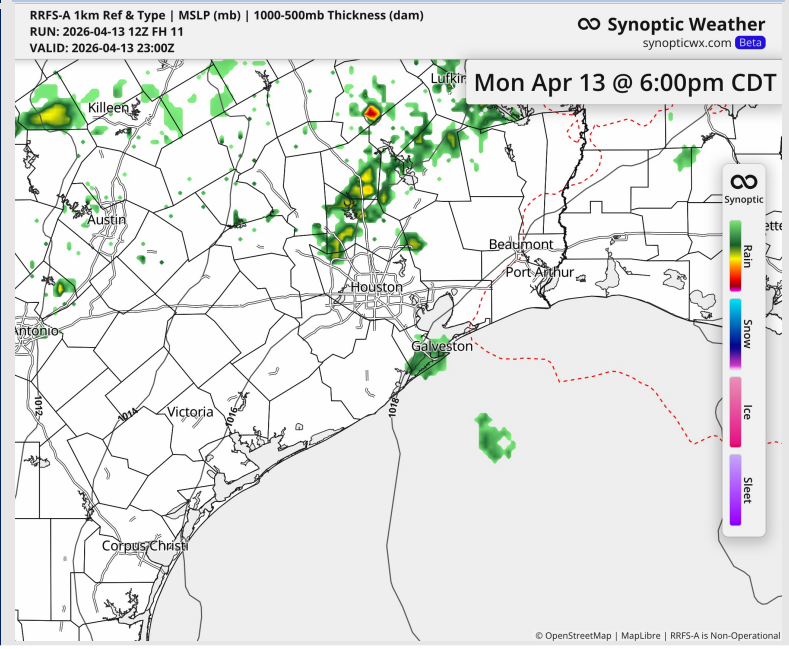 RRFS-A 1km Ref & Type | MSLP (mb) | 1000-500mb Thickness (dam)
RUN: 2026-04-13 12Z FH 11
VALID: 2026-04-13 23:00Z
Synoptic Weather
synopticwx.com Beta
Mon Apr 13 @ 6:00pm CDT
Lufkin
Killeen
Synoptic
Austin
Rain
Beaumont
Port Arthur
Houston
Antonio
Snow
Galveston
1012
1014
Victoria
1016
1018
Ice
Sleet
Corpus Christi
© OpenStreetMap | MapLibre | RRFS-A is Non-Operational